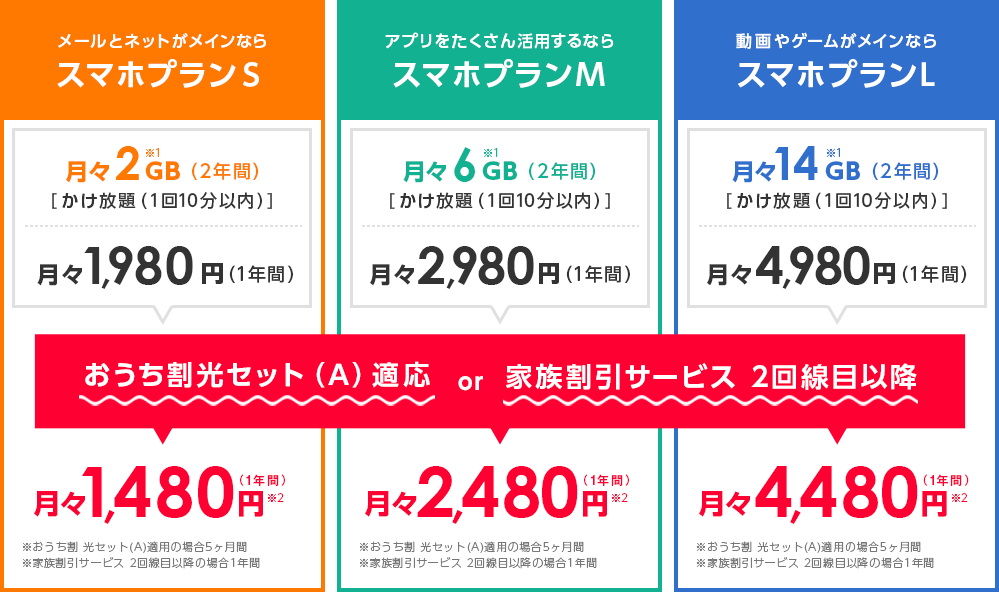 メールとネットがメインなら
スマホプランS
月々2GB※1（2年間）
［かけ放題（1回10分以内）］
月々1,980円（1年間）
アプリをたくさん活用するなら
スマホプランM
月々6GB※1（2年間）
［かけ放題（1回10分以内）］
月々2,980円（1年間）
動画やゲームがメインなら
スマホプランL
月々14GB※1（2年間）
［かけ放題（1回10分以内）］
月々4,980円（1年間）
おうち割光セット（A）適応 or 家族割引サービス 2回線目以降
月々1,480円（1年間）※2
※おうち割 光セット(A)適用の場合5ヶ月間
※家族割引サービス 2回線目以降の場合1年間
月々2,480円（1年間）※2
※おうち割 光セット(A)適用の場合5ヶ月間
※家族割引サービス 2回線目以降の場合1年間
月々4,480円（1年間）※2
※おうち割 光セット(A)適用の場合5ヶ月間
※家族割引サービス 2回線目以降の場合1年間